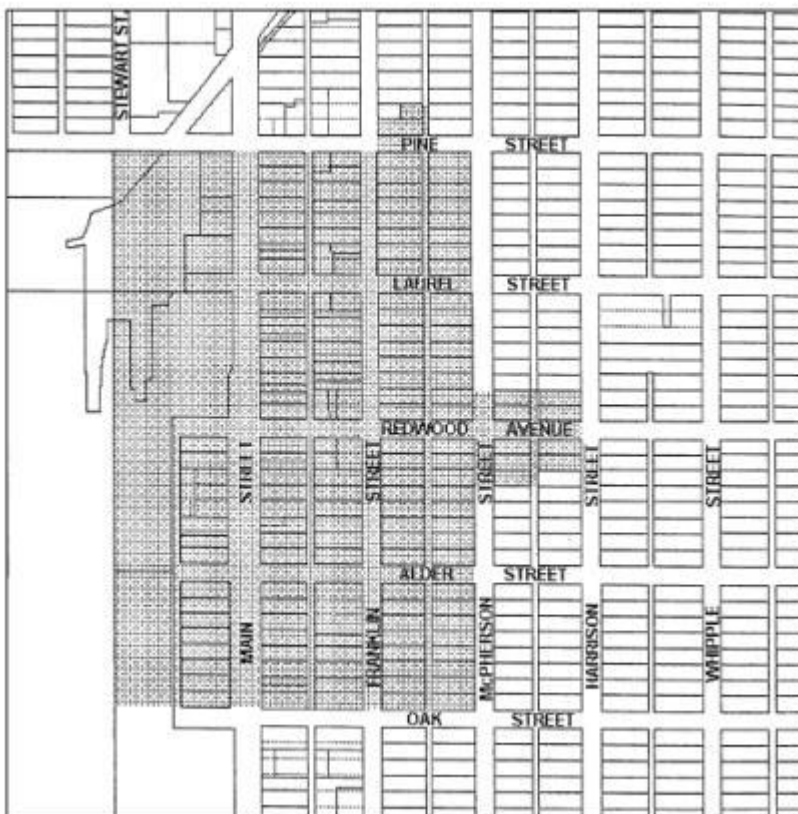 STEWART ST.
PINE STREET
LAUREL STREET
REDWOOD AVENUE
STREET
STREET
STREET
STREET
STREET
ALDER STREET
MAIN
FRANKLIN
McPHERSON
HARRISON
WHIPPLE
OAK STREET